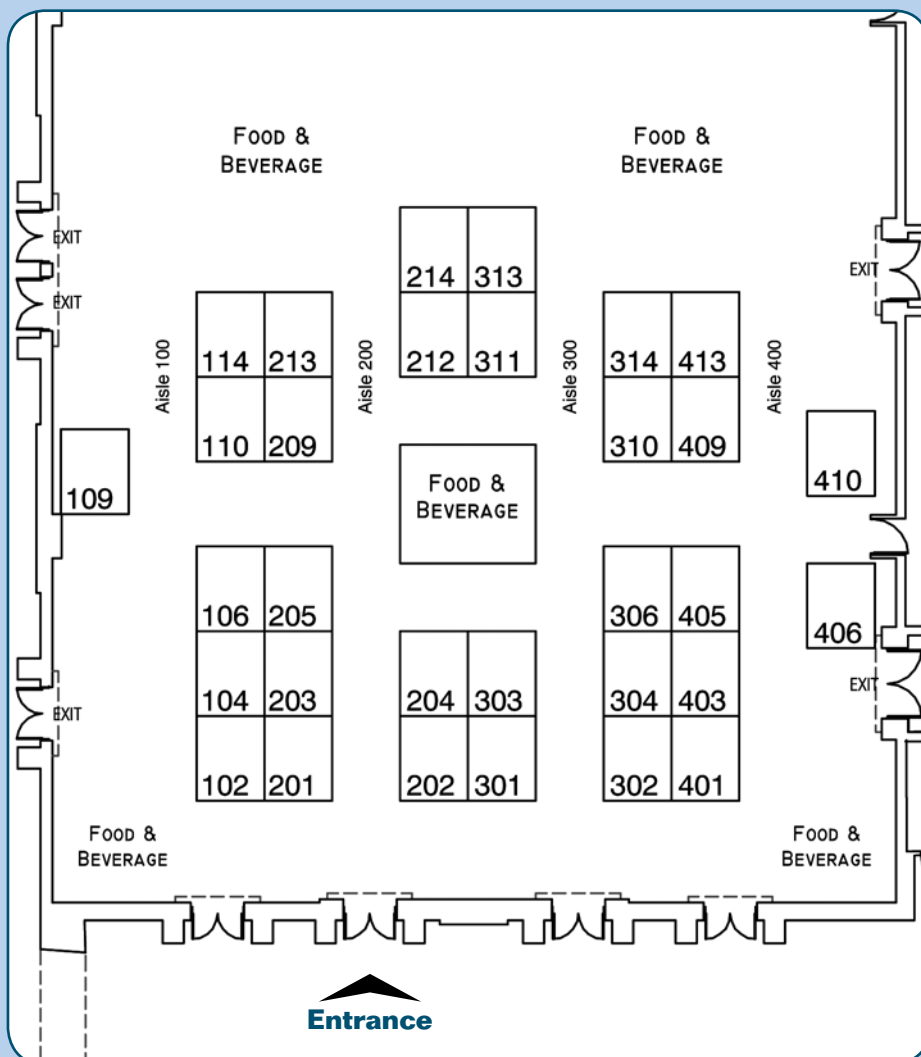 FOOD &
BEVERAGE
FOOD &
BEVERAGE
EXIT
EXIT
EXIT
214 313
212 311
Aisle 100
114 213
110 209
Aisle 200
Aisle 300
314 413
310 409
Aisle 400
109
FOOD &
BEVERAGE
410
106 205
104 203
102 201
204 303
202 301
306 405
304 403
302 401
406
EXIT
EXIT
FOOD &
BEVERAGE
FOOD &
BEVERAGE
Entrance